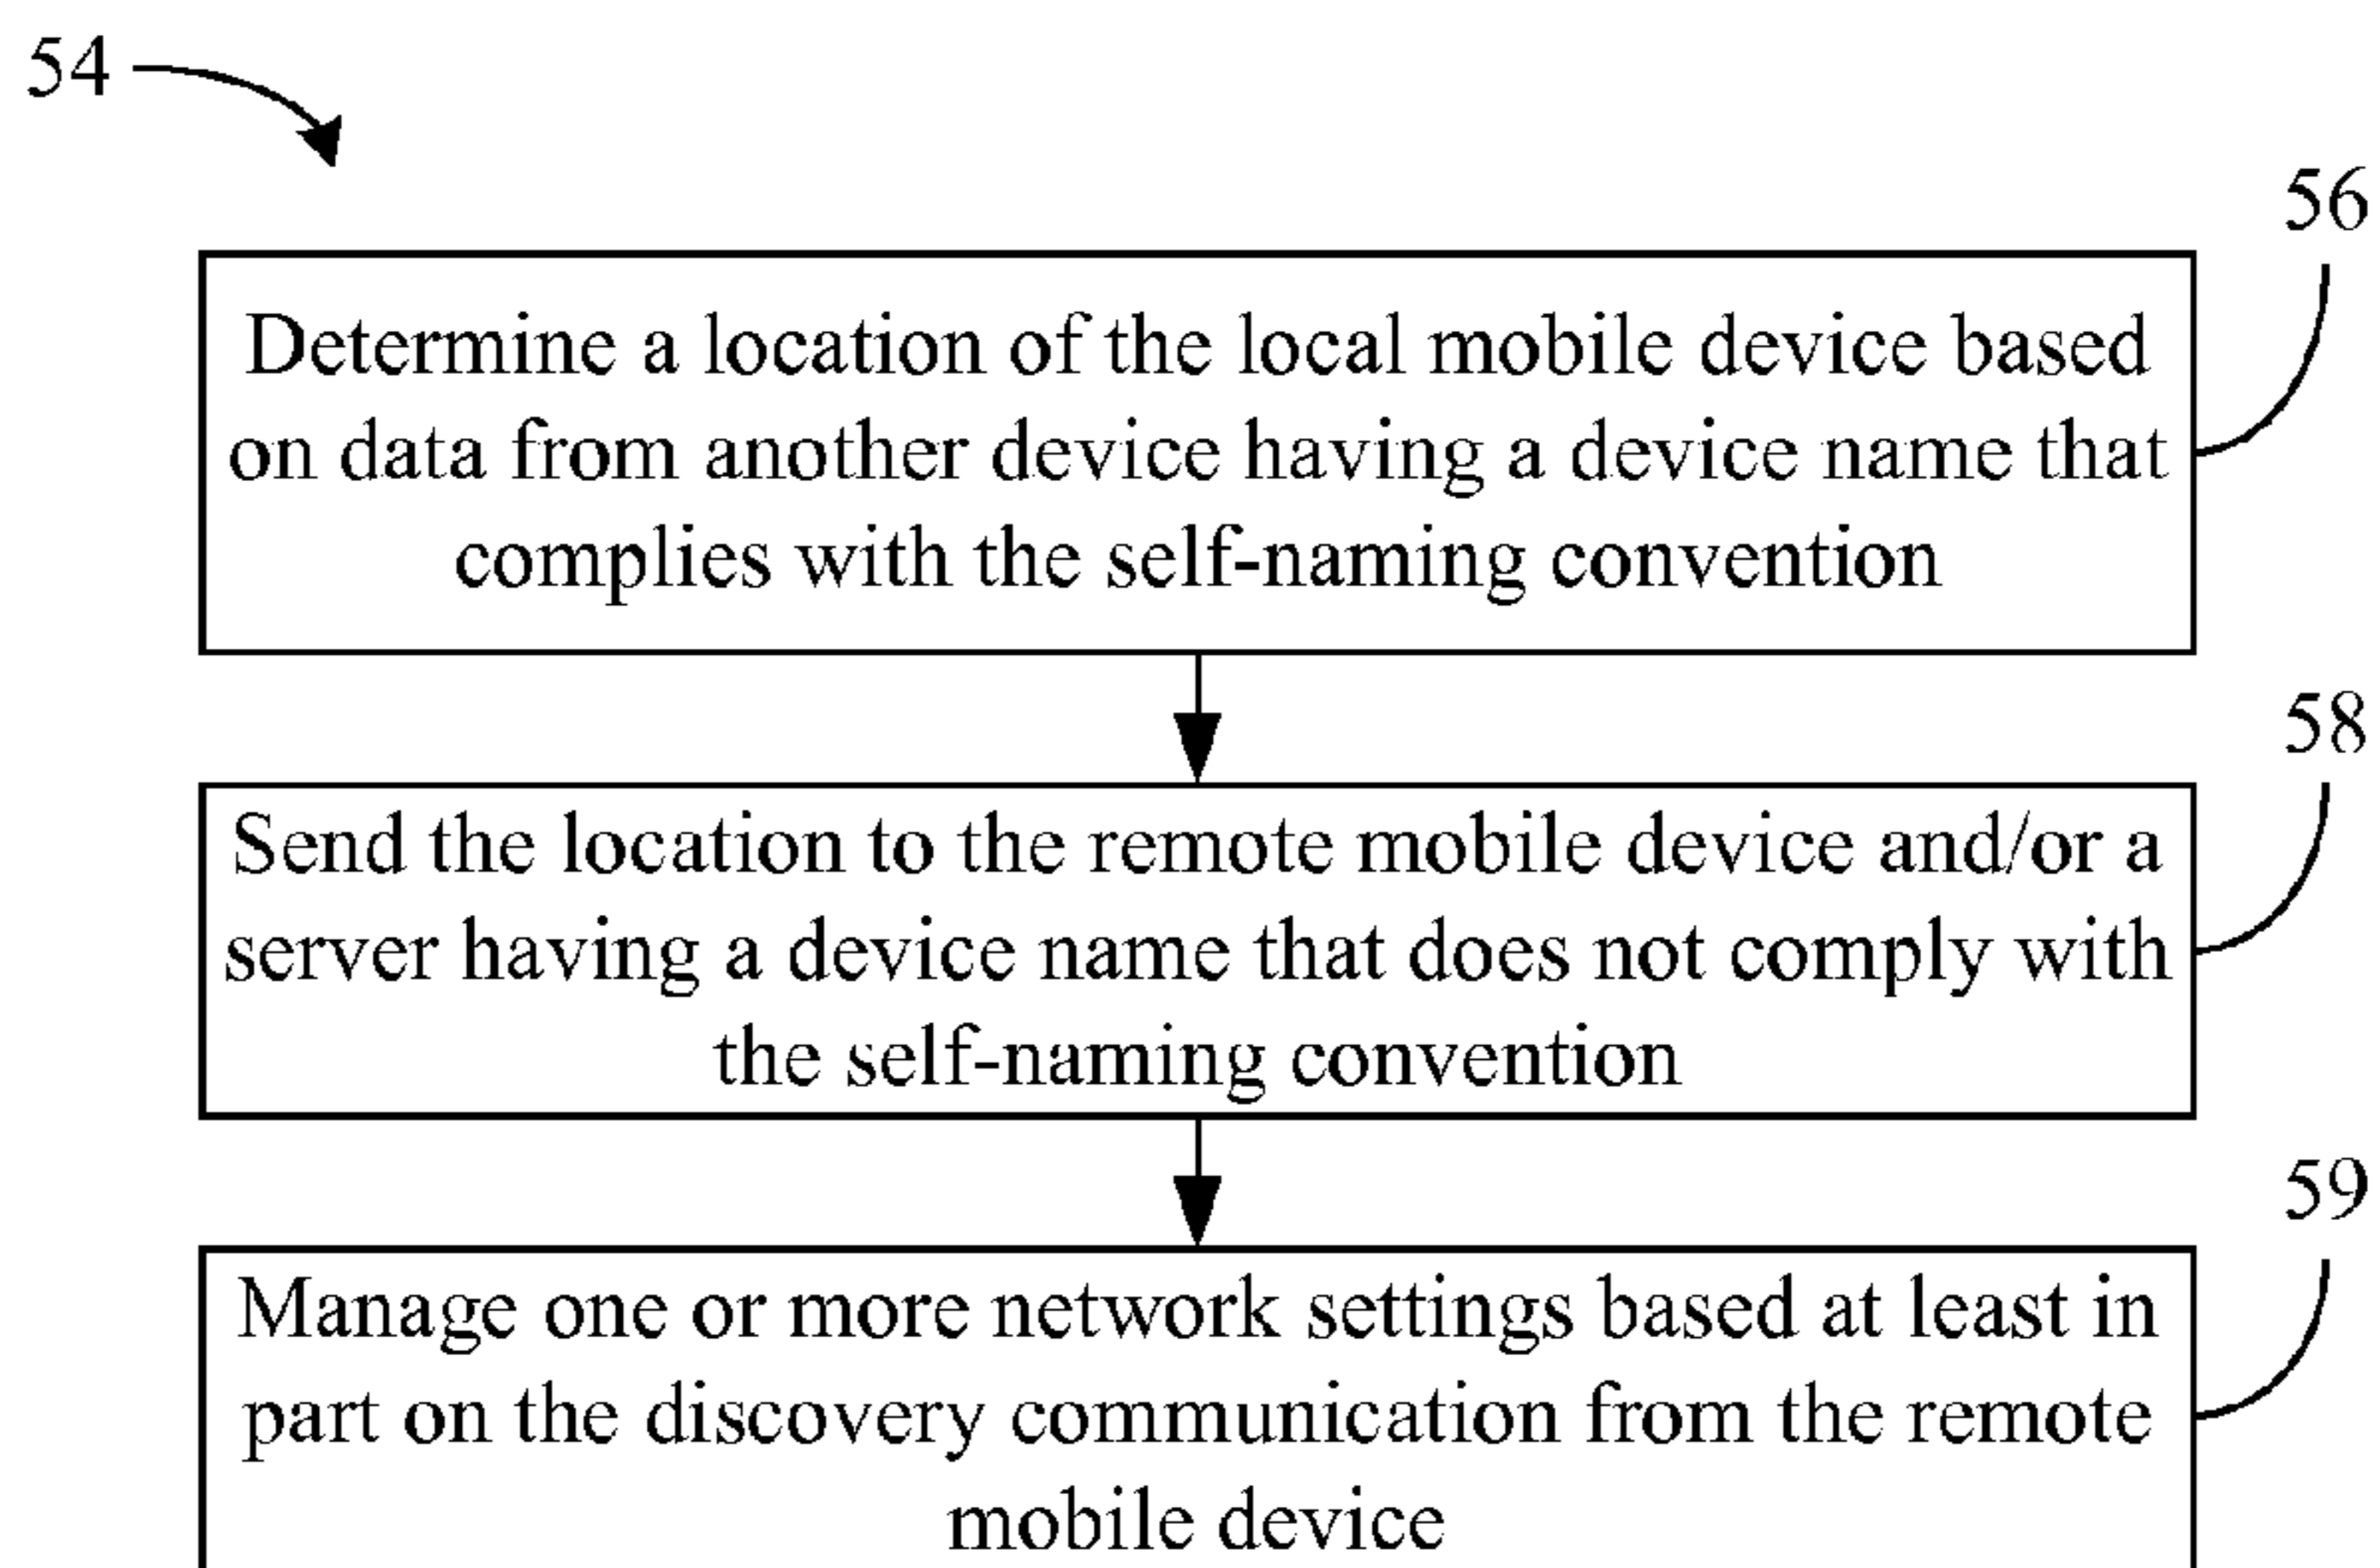 54
56
Determine a location of the local mobile device based
on data from another device having a device name that
complies with the self-naming convention
58
Send the location to the remote mobile device and/or a
server having a device name that does not comply with
the self-naming convention
59
Manage one or more network settings based at least in
part on the discovery communication from the remote
mobile device